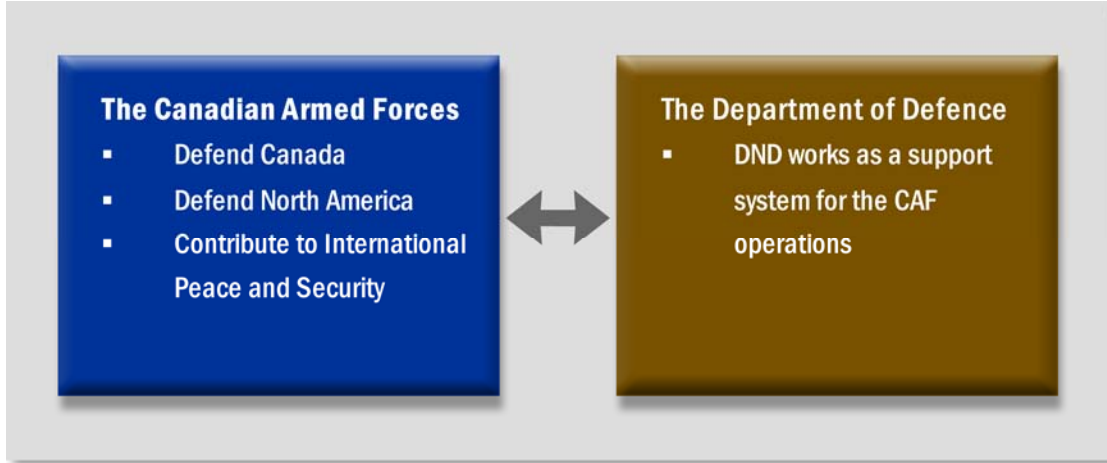 The Canadian Armed Forces
▪ Defend Canada
▪ Defend North America
▪ Contribute to International
Peace and Security
The Department of Defence
▪ DND works as a support
system for the CAF
operations